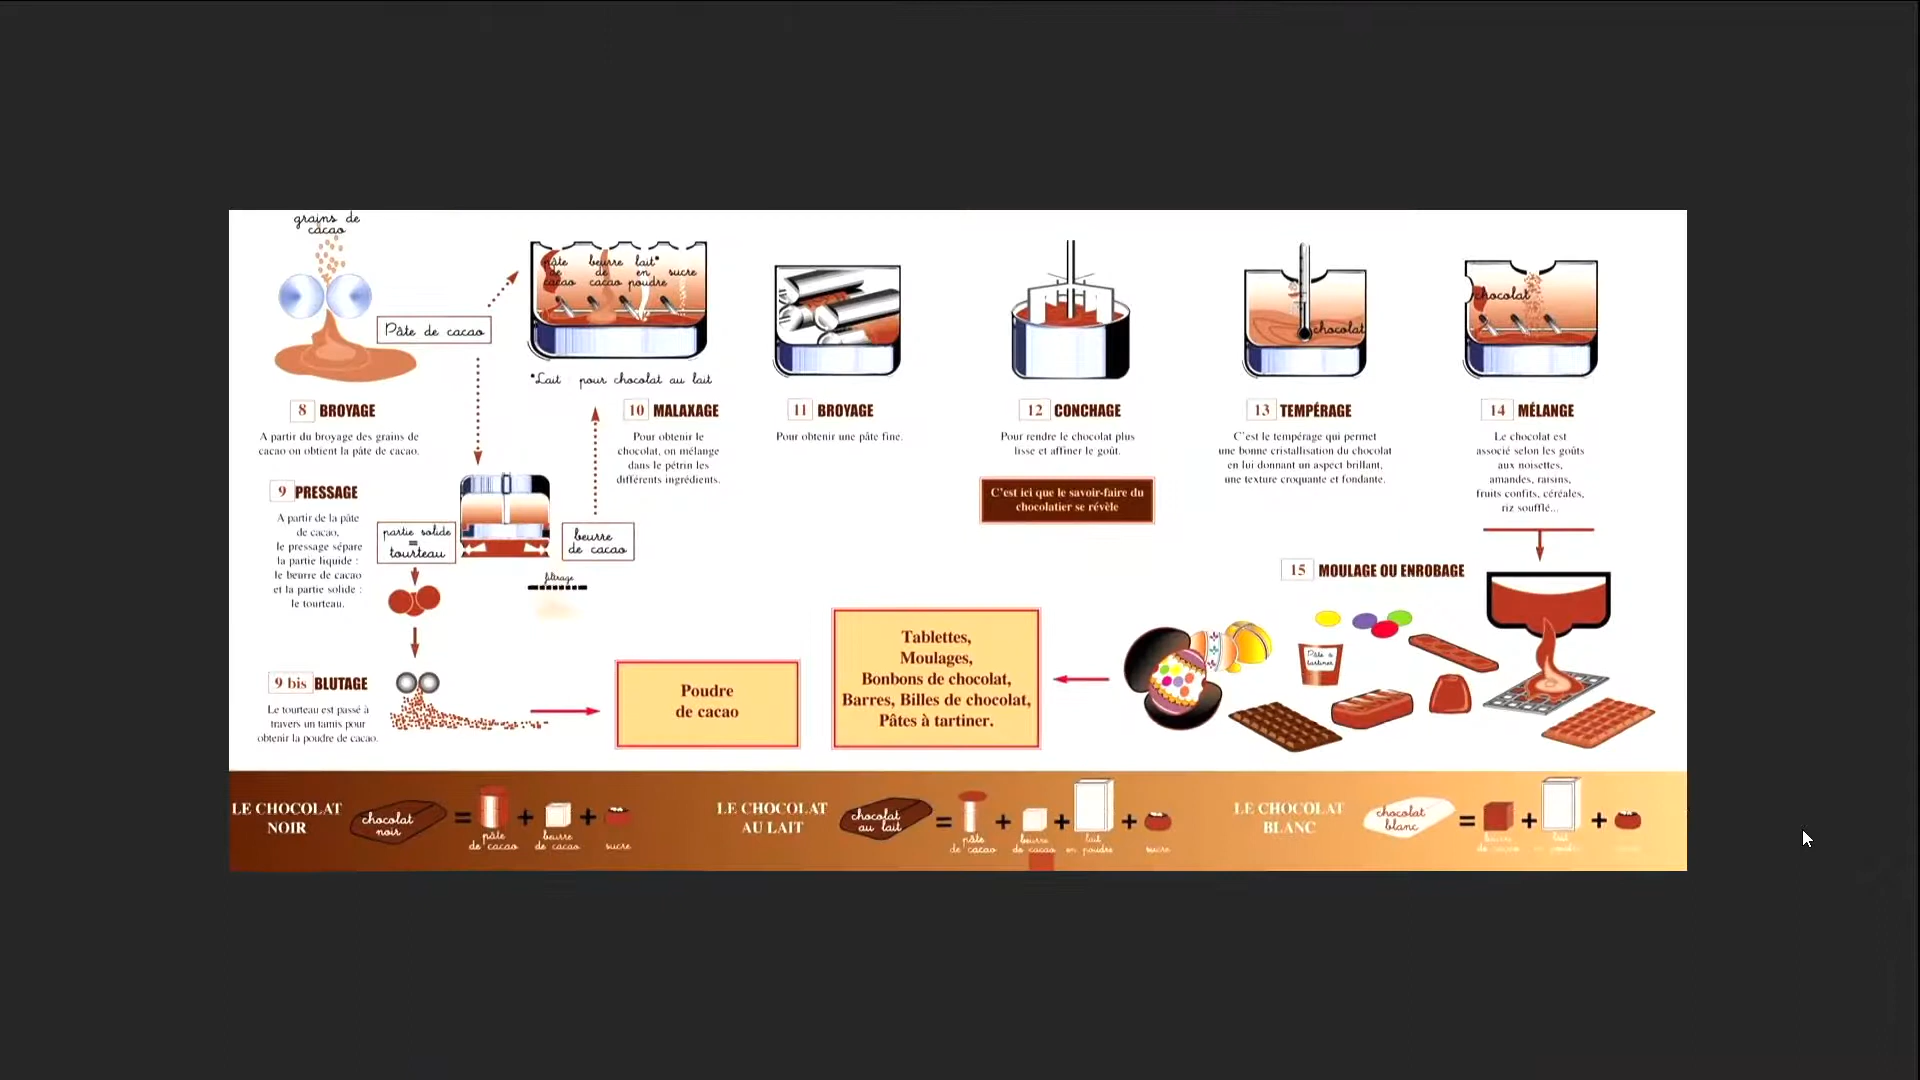 grains de
cacao
Pâte de cacao
pâte
de
cacao
beurre
de
cacao
lait*
en
poudre
sucre
*Lait : pour chocolat au lait
chocolat
chocolat
8 BROYAGE
A partir du broyage des grains de
cacao on obtient la pâte de cacao.
9 PRESSAGE
A partir de la pâte
de cacao,
le pressage sépare
la partie liquide :
le beurre de cacao
et la partie solide :
le tourteau.
partie solide
=
tourteau
beurre
de cacao
filtrage
9 bis BLUTAGE
Le tourteau est passé à
travers un tamis pour
obtenir la poudre de cacao.
10 MALAXAGE
Pour obtenir le
chocolat, on mélange
dans le pétrin les
différents ingrédients.
11 BROYAGE
Pour obtenir une pâte fine.
12 CONCHAGE
Pour rendre le chocolat plus
lisse et affiner le goût.
C'est ici que le savoir-faire du
chocolatier se révèle
13 TEMPÉRAGE
C'est le tempérage qui permet
une bonne cristallisation du chocolat
en lui donnant un aspect brillant,
une texture croquante et fondante.
14 MÉLANGE
Le chocolat est
associé selon les goûts
aux noisettes,
amandes, raisins,
fruits confits, céréales,
riz soufflé...
15 MOULAGE OU ENROBAGE
Pâte à
tartiner
Poudre
de cacao
Tablettes,
Moulages,
Bonbons de chocolat,
Barres, Billes de chocolat,
Pâtes à tartiner.
LE CHOCOLAT
NOIR
chocolat
noir
=
+
+
pâte
de cacao
beurre
de cacao
sucre
LE CHOCOLAT
AU LAIT
chocolat
au lait
=
+
+
+
pâte
de cacao
beurre
de cacao
lait
en poudre
sucre
LE CHOCOLAT
BLANC
chocolat
blanc
=
+
+
beurre
de cacao
lait
en poudre